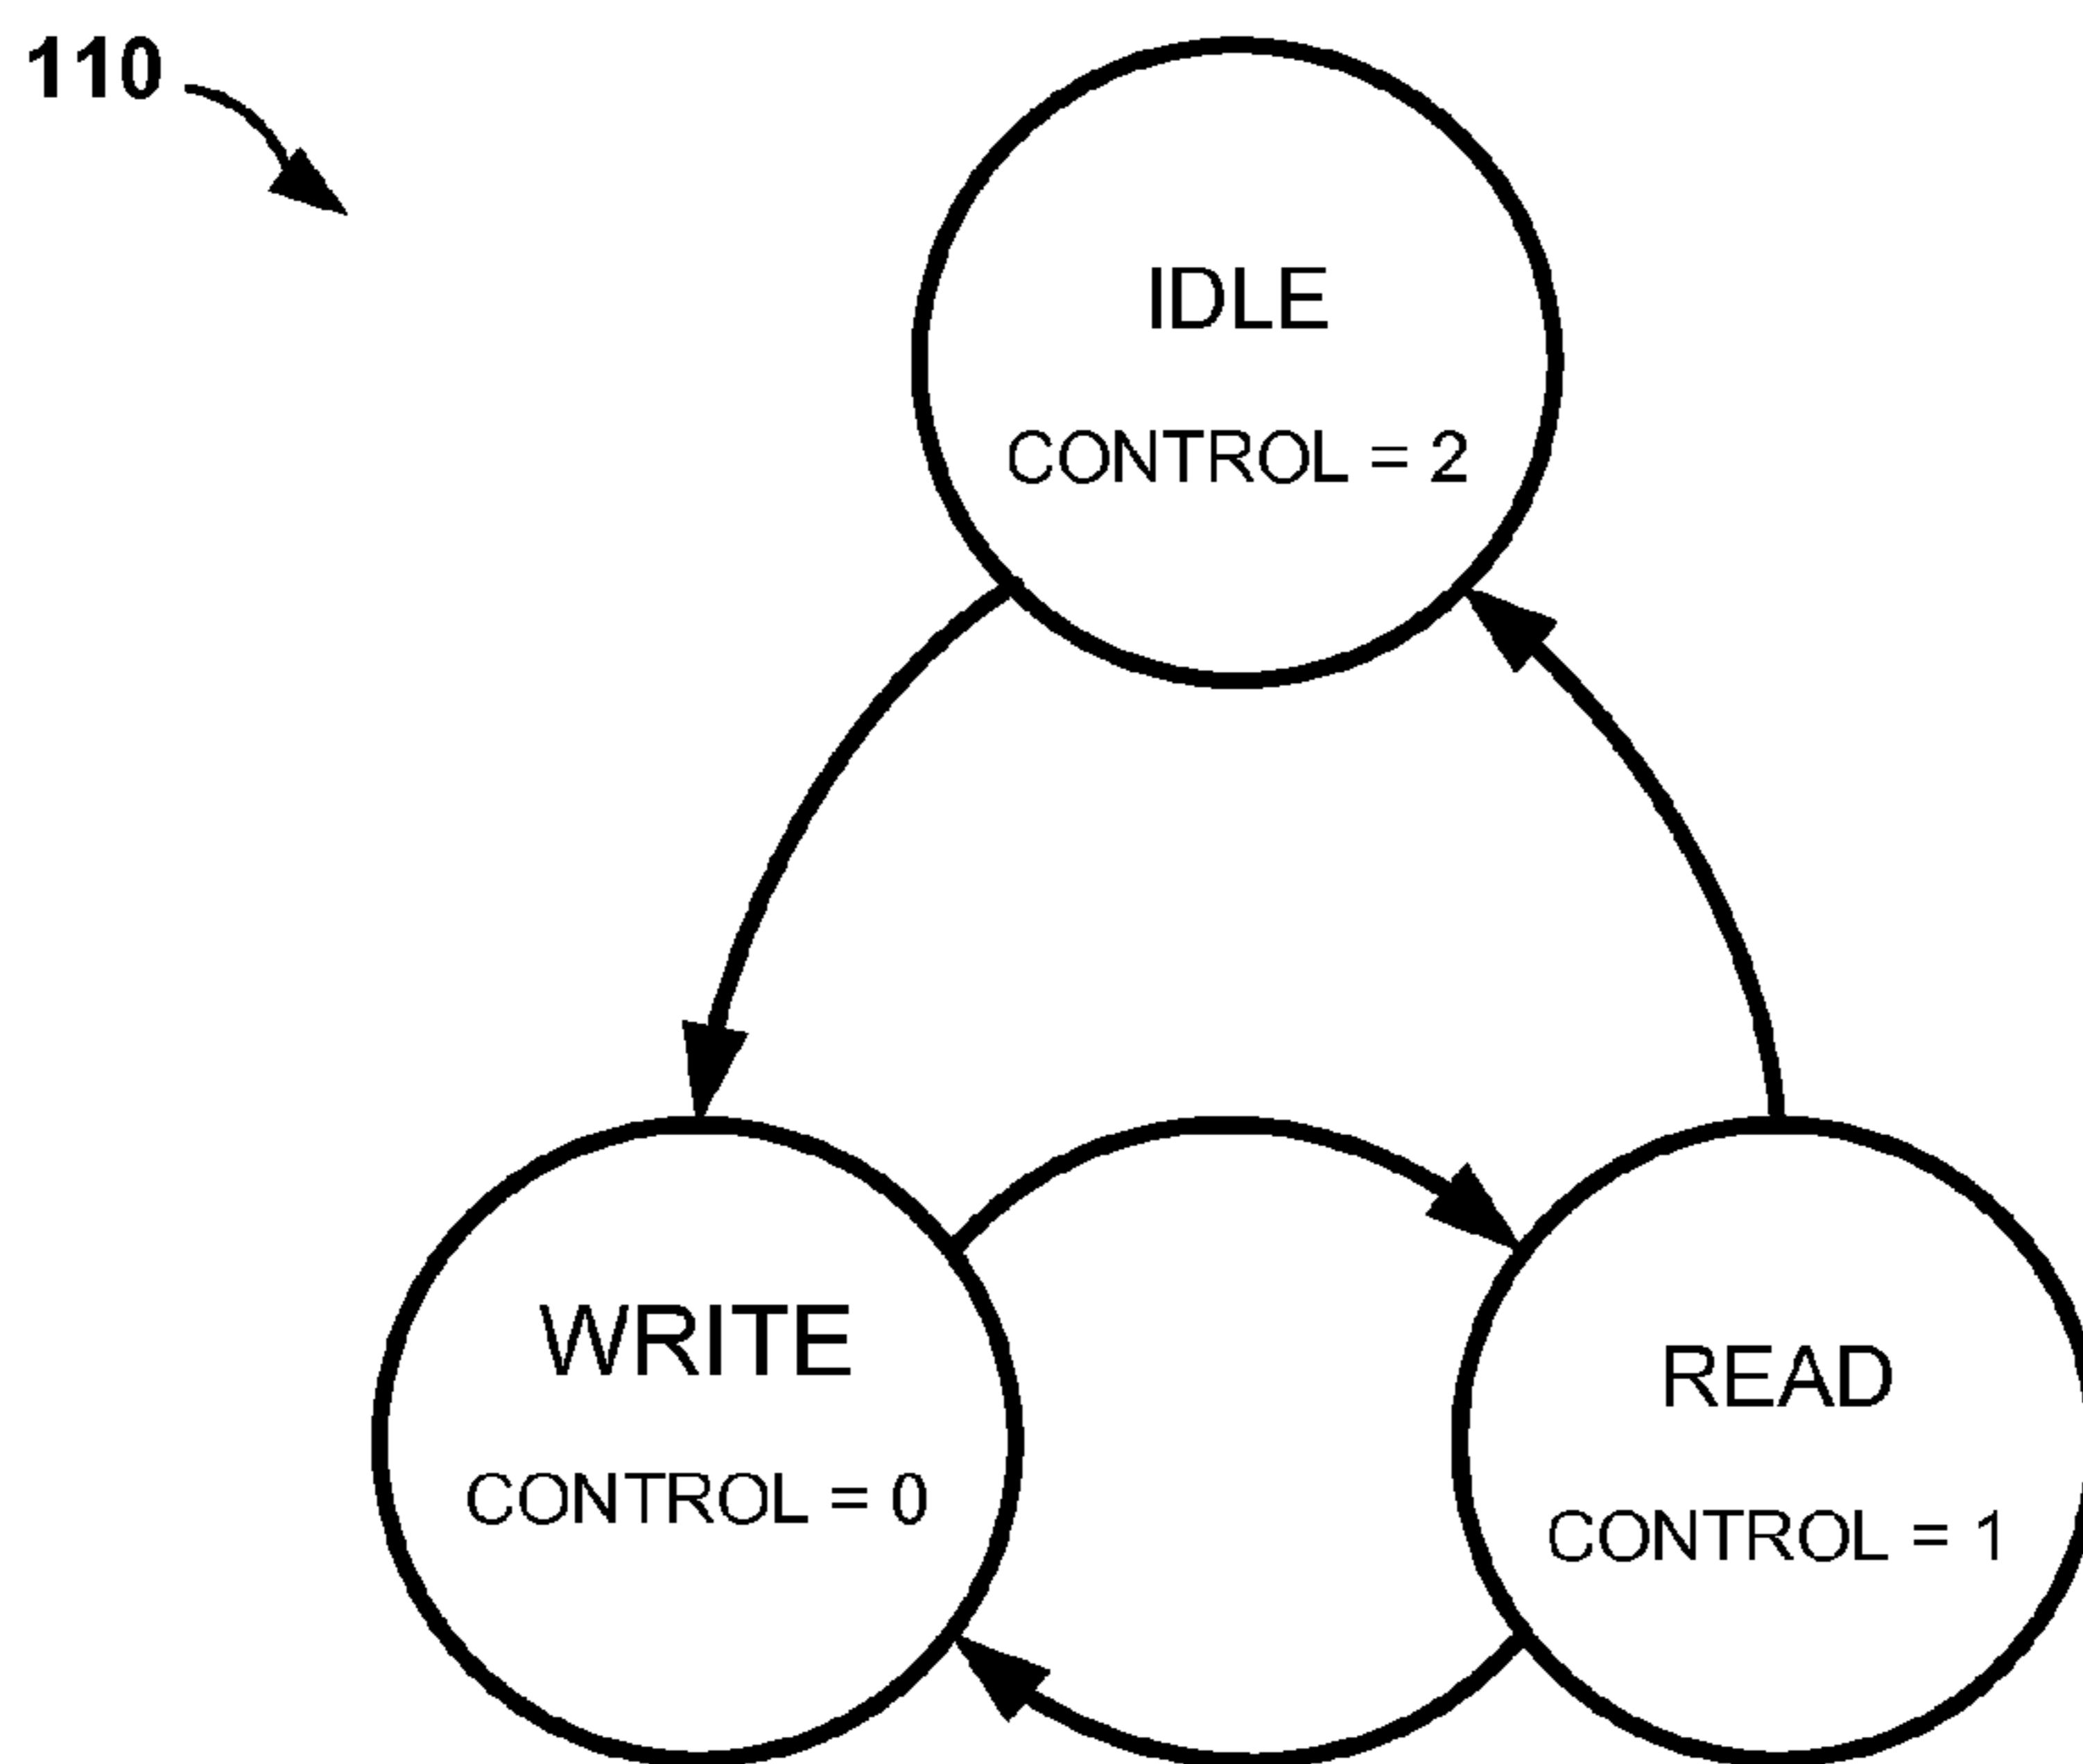 110
IDLE
CONTROL = 2
WRITE
CONTROL = 0
READ
CONTROL = 1